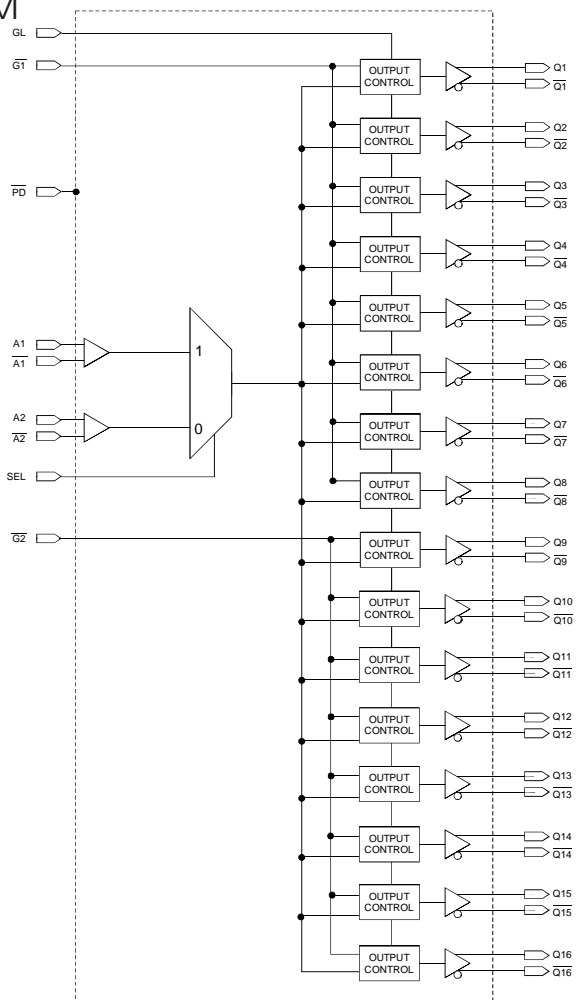 M
GL
G1
PD
A1
A1
A2
A2
SEL
G2
1
0
OUTPUT
CONTROL
Q1
Q1
OUTPUT
CONTROL
Q2
Q2
OUTPUT
CONTROL
Q3
Q3
OUTPUT
CONTROL
Q4
Q4
OUTPUT
CONTROL
Q5
Q5
OUTPUT
CONTROL
Q6
Q6
OUTPUT
CONTROL
Q7
Q7
OUTPUT
CONTROL
Q8
Q8
OUTPUT
CONTROL
Q9
Q9
OUTPUT
CONTROL
Q10
Q10
OUTPUT
CONTROL
Q11
Q11
OUTPUT
CONTROL
Q12
Q12
OUTPUT
CONTROL
Q13
Q13
OUTPUT
CONTROL
Q14
Q14
OUTPUT
CONTROL
Q15
Q15
OUTPUT
CONTROL
Q16
Q16